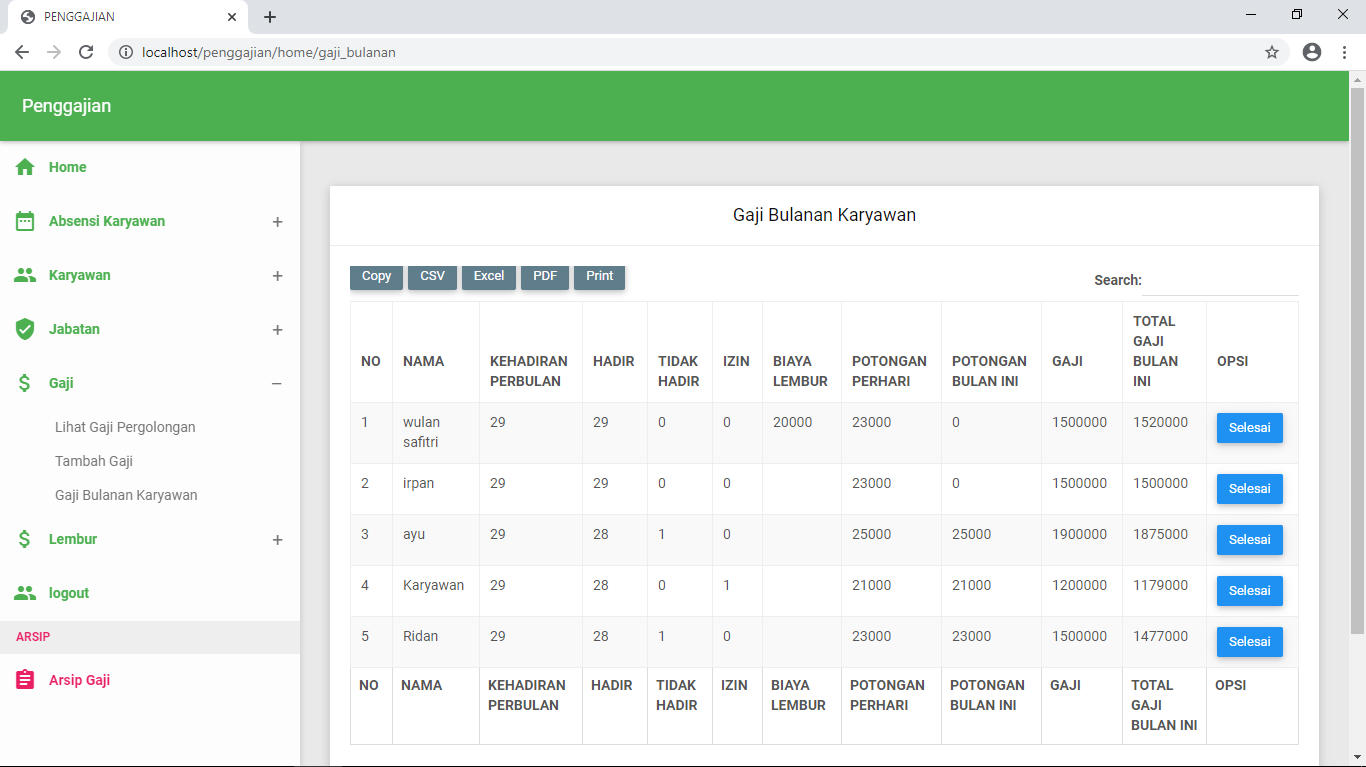 PENGGAJIAN
localhost/penggajian/home/gaji_bulanan
Penggajian
Home
Absensi Karyawan
Karyawan
Jabatan
Gaji
Lihat Gaji Pergolongan
Tambah Gaji
Gaji Bulanan Karyawan
Lembur
logout
ARSIP
Arsip Gaji
Gaji Bulanan Karyawan
Copy CSV Excel PDF Print Search:
NO NAMA KEHADIRAN PERBULAN HADIR TIDAK HADIR IZIN BIAYA LEMBUR POTONGAN PERHARI POTONGAN BULAN INI GAJI TOTAL GAJI BULAN INI OPSI
1 wulan safitri 29 29 0 0 20000 23000 0 1500000 1520000 Selesai
2 irpan 29 29 0 0 23000 0 1500000 1500000 Selesai
3 ayu 29 28 1 0 25000 25000 1900000 1875000 Selesai
4 Karyawan 29 28 0 1 21000 21000 1200000 1179000 Selesai
5 Ridan 29 28 1 0 23000 23000 1500000 1477000 Selesai
NO NAMA KEHADIRAN PERBULAN HADIR TIDAK HADIR IZIN BIAYA LEMBUR POTONGAN PERHARI POTONGAN BULAN INI GAJI TOTAL GAJI BULAN INI OPSI